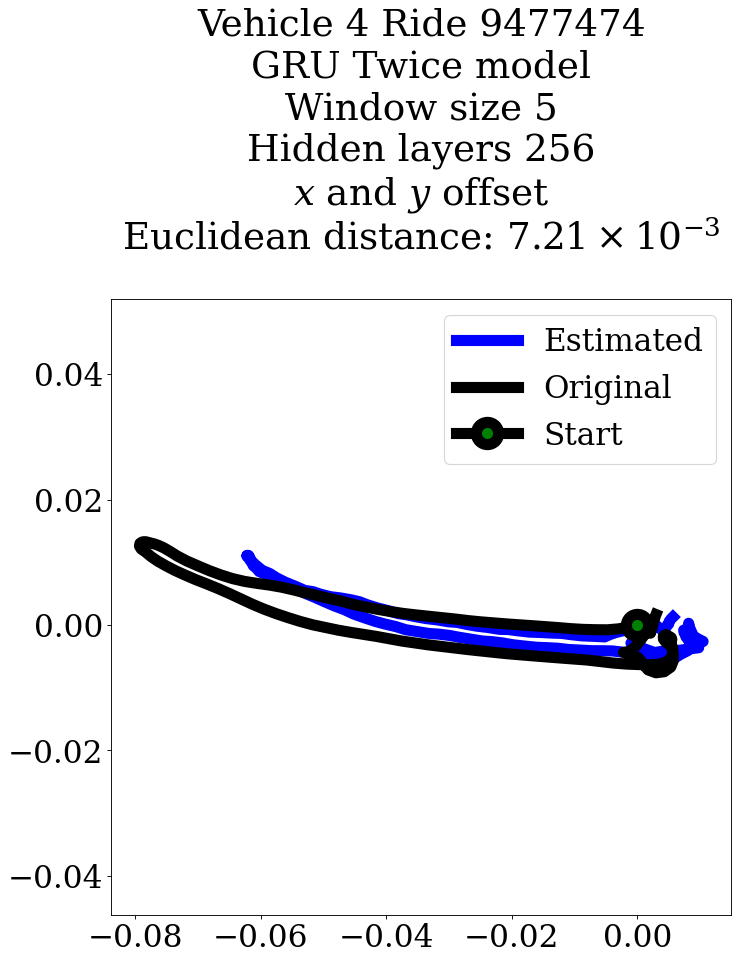 Vehicle 4 Ride 9477474
GRU Twice model
Window size 5
Hidden layers 256
x and y offset
Euclidean distance: 7.21 × 10⁻³
Estimated
Original
Start
0.04
0.02
0.00
−0.02
−0.04
−0.08 −0.06 −0.04 −0.02 0.00